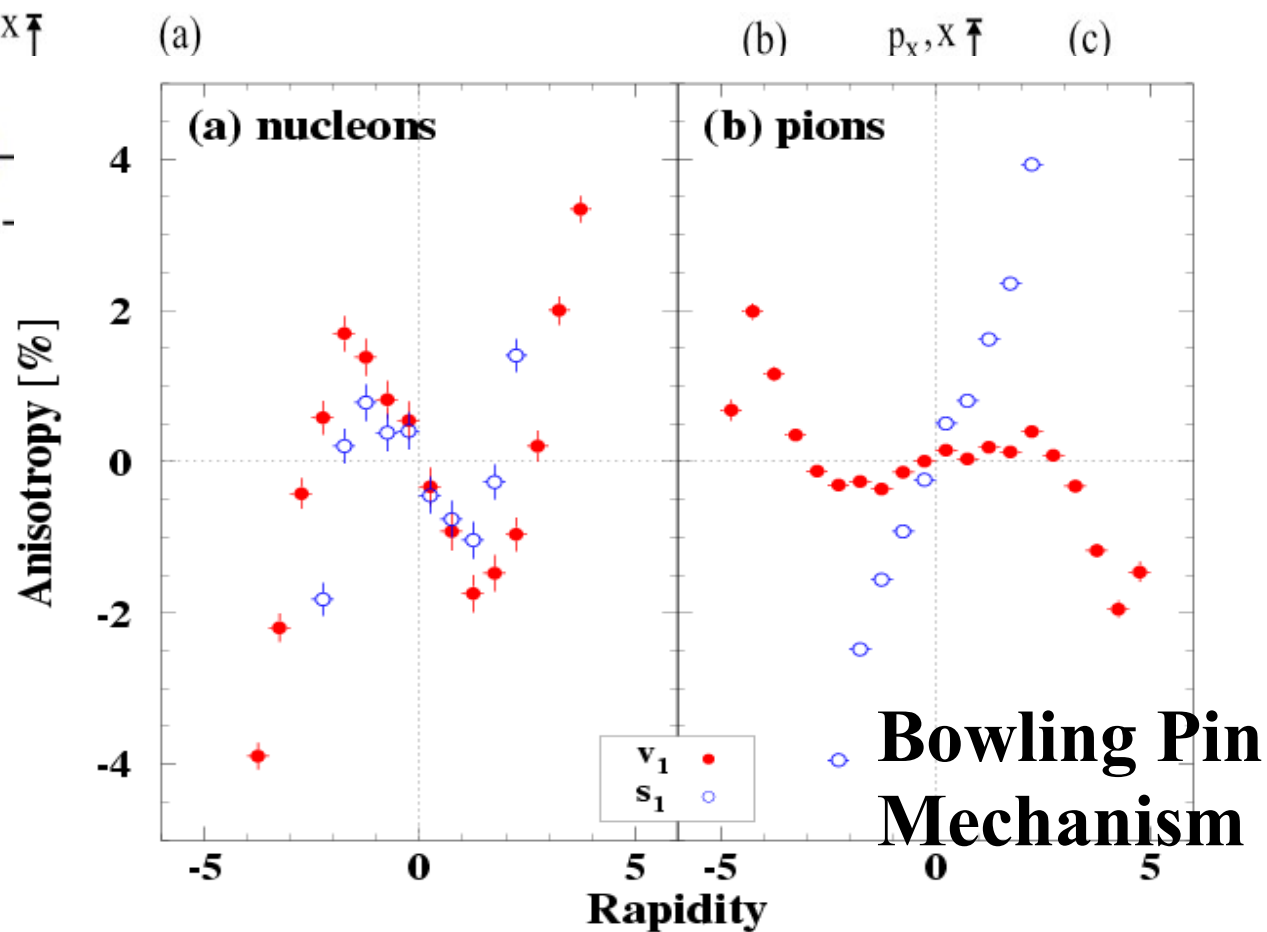 X
(a)
(b)
pₓ,X
(c)
(a) nucleons
(b) pions
4
2
0
-2
-4
Anisotropy [%]
v₁
s₁
Bowling Pin
Mechanism
-5
0
5
-5
0
5
Rapidity